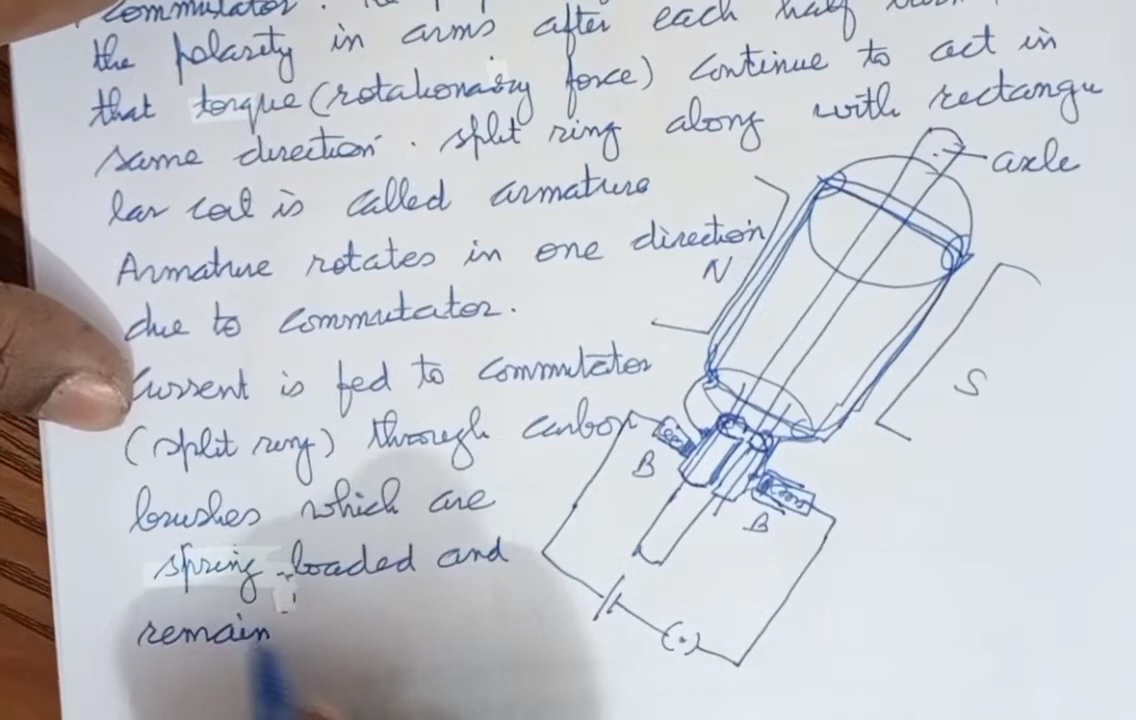 Commutator.
the polarity in arms after each half
that torque (rotationary force) continue to act in
same direction. split ring along with rectangu
lar coil is called armature
Armature rotates in one direction
due to commutator.
Current is fed to commutator
(split ring) through carbon
brushes which are
spring-loaded and
remain
axle
N
S
B
B